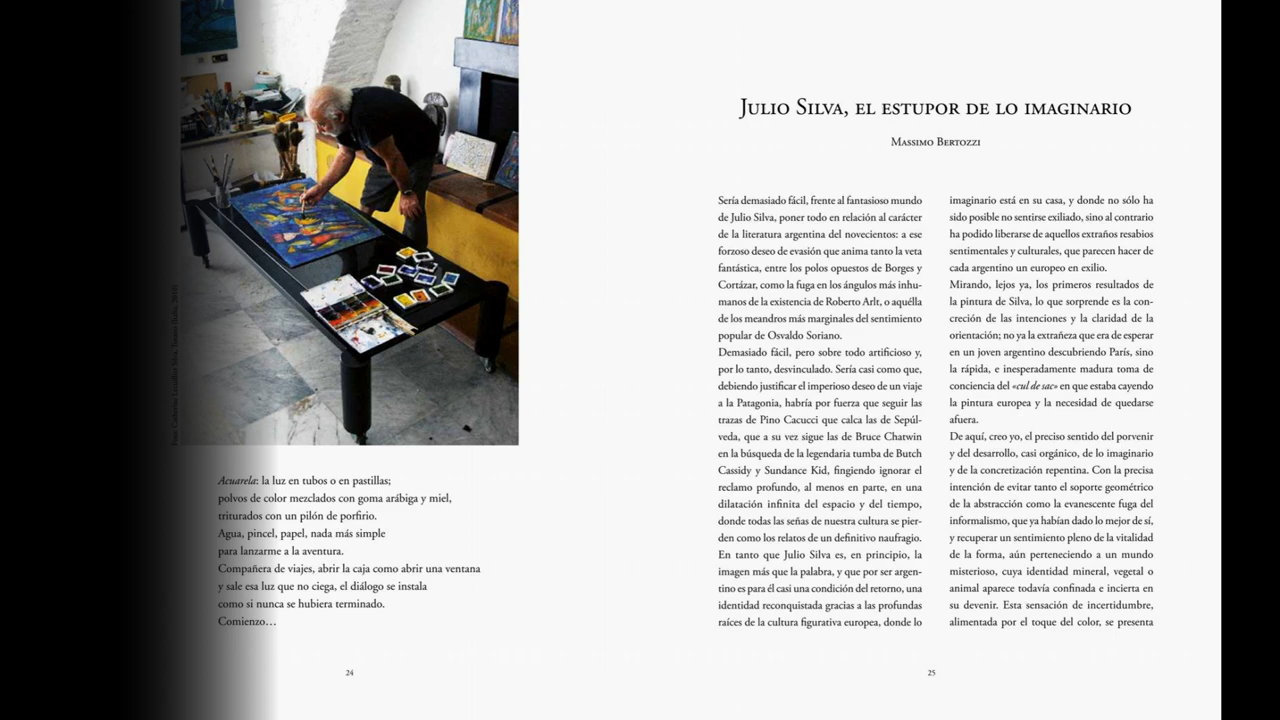 Acuarela: la luz en tubos o en pastillas;
polvos de color mezclados con goma arábiga y miel,
triturados con un pilón de porfirio.
Agua, pincel, papel, nada más simple
para lanzarme a la aventura.
Compañera de viajes, abrir la caja como abrir una ventana
y sale esa luz que no ciega, el diálogo se instala
como si nunca se hubiera terminado.
Comienzo…
24
Julio Silva, el estupor de lo imaginario
Massimo Bertozzi
Sería demasiado fácil, frente al fantasioso mundo
de Julio Silva, poner todo en relación al carácter
de la literatura argentina del novecientos: a ese
forzoso deseo de evasión que anima tanto la veta
fantástica, entre los polos opuestos de Borges y
Cortázar, como la fuga en los ángulos más inhu-
manos de la existencia de Roberto Arlt, o aquélla
de los meandros más marginales del sentimiento
popular de Osvaldo Soriano.
Demasiado fácil, pero sobre todo artificioso y,
por lo tanto, desvinculado. Sería casi como que,
debiendo justificar el imperioso deseo de un viaje
a la Patagonia, habría por fuerza que seguir las
trazas de Pino Cacucci que calca las de Sepúl-
veda, que a su vez sigue las de Bruce Chatwin
en la búsqueda de la legendaria tumba de Butch
Cassidy y Sundance Kid, fingiendo ignorar el
reclamo profundo, al menos en parte, en una
dilatación infinita del espacio y del tiempo,
donde todas las señas de nuestra cultura se pier-
den como los relatos de un definitivo naufragio.
En tanto que Julio Silva es, en principio, la
imagen más que la palabra, y que por ser argen-
tino es para él casi una condición del retorno, una
identidad reconquistada gracias a las profundas
raíces de la cultura figurativa europea, donde lo
imaginario está en su casa, y donde no sólo ha
sido posible no sentirse exiliado, sino al contrario
ha podido liberarse de aquellos extraños resabios
sentimentales y culturales, que parecen hacer de
cada argentino un europeo en exilio.
Mirando, lejos ya, los primeros resultados de
la pintura de Silva, lo que sorprende es la con-
creción de las intenciones y la claridad de la
orientación; no ya la extrañeza que era de esperar
en un joven argentino descubriendo París, sino
la rápida, e inesperadamente madura toma de
conciencia del «cul de sac» en que estaba cayendo
la pintura europea y la necesidad de quedarse
afuera.
De aquí, creo yo, el preciso sentido del porvenir
y del desarrollo, casi orgánico, de lo imaginario
y de la concretización repentina. Con la precisa
intención de evitar tanto el soporte geométrico
de la abstracción como la evanescente fuga del
informalismo, que ya habían dado lo mejor de sí,
y recuperar un sentimiento pleno de la vitalidad
de la forma, aún perteneciendo a un mundo
misterioso, cuya identidad mineral, vegetal o
animal aparece todavía confinada e incierta en
su devenir. Esta sensación de incertidumbre,
alimentada por el toque del color, se presenta
25